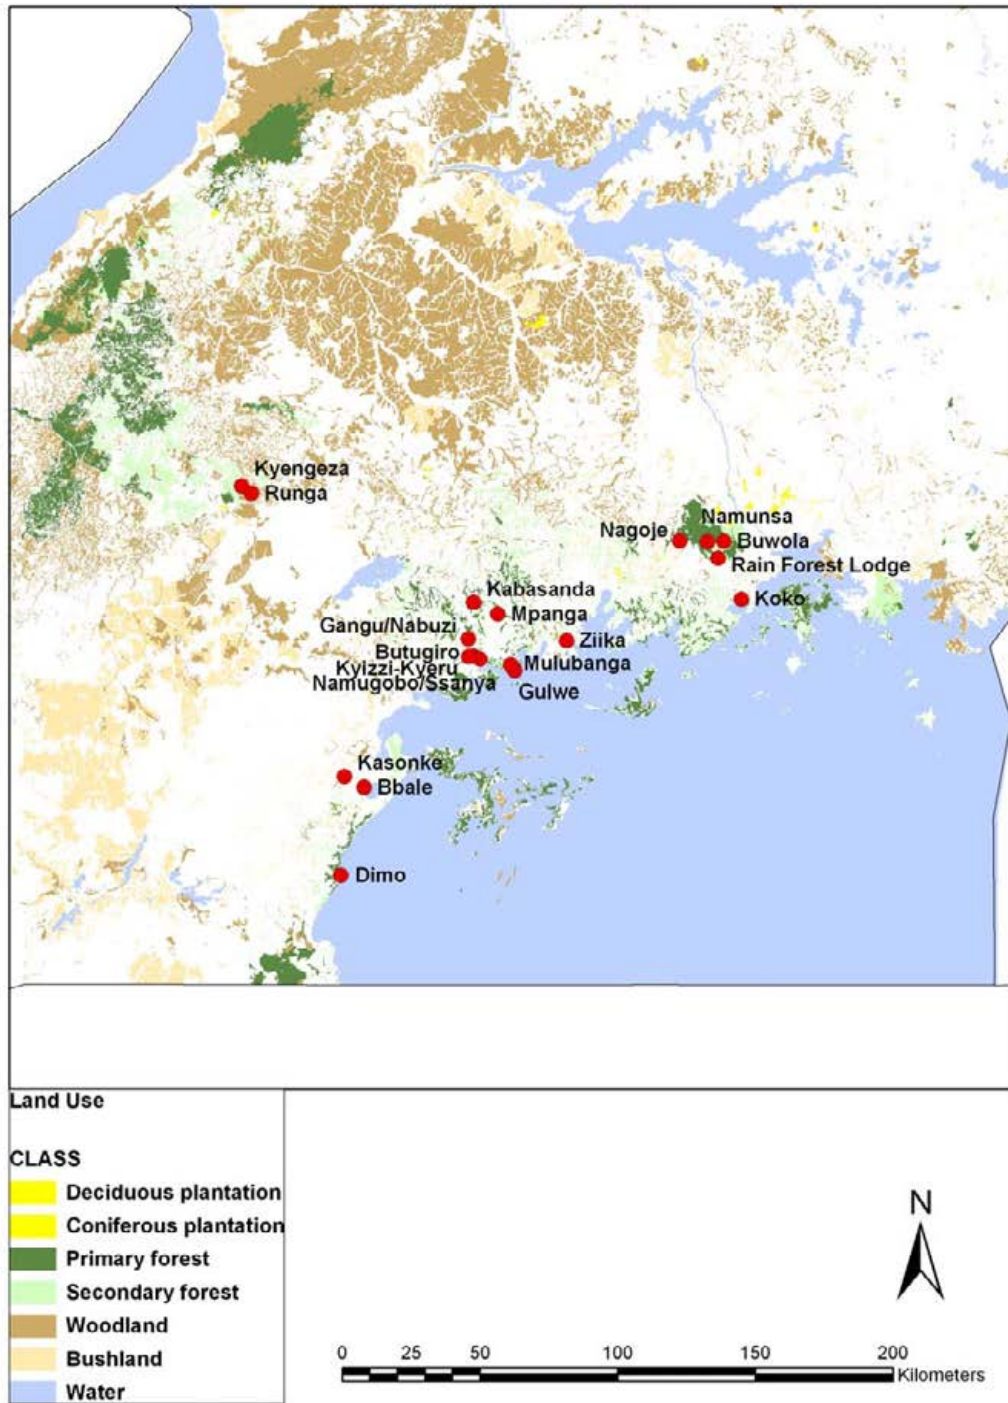 Kyengeza
Runga
Namunsa
Nagoje
Buwola
Rain Forest Lodge
Kabasanda
Koko
Mpanga
Gangu/Nabuzi
Ziika
Butugiro
Mulubanga
Kyizzi-Kyeru
Namugobo/Ssanya
Gulwe
Kasonke
Bbale
Dimo
Land Use
CLASS
Deciduous plantation
Coniferous plantation
Primary forest
Secondary forest
Woodland
Bushland
Water
N
0 25 50 100 150 200
Kilometers